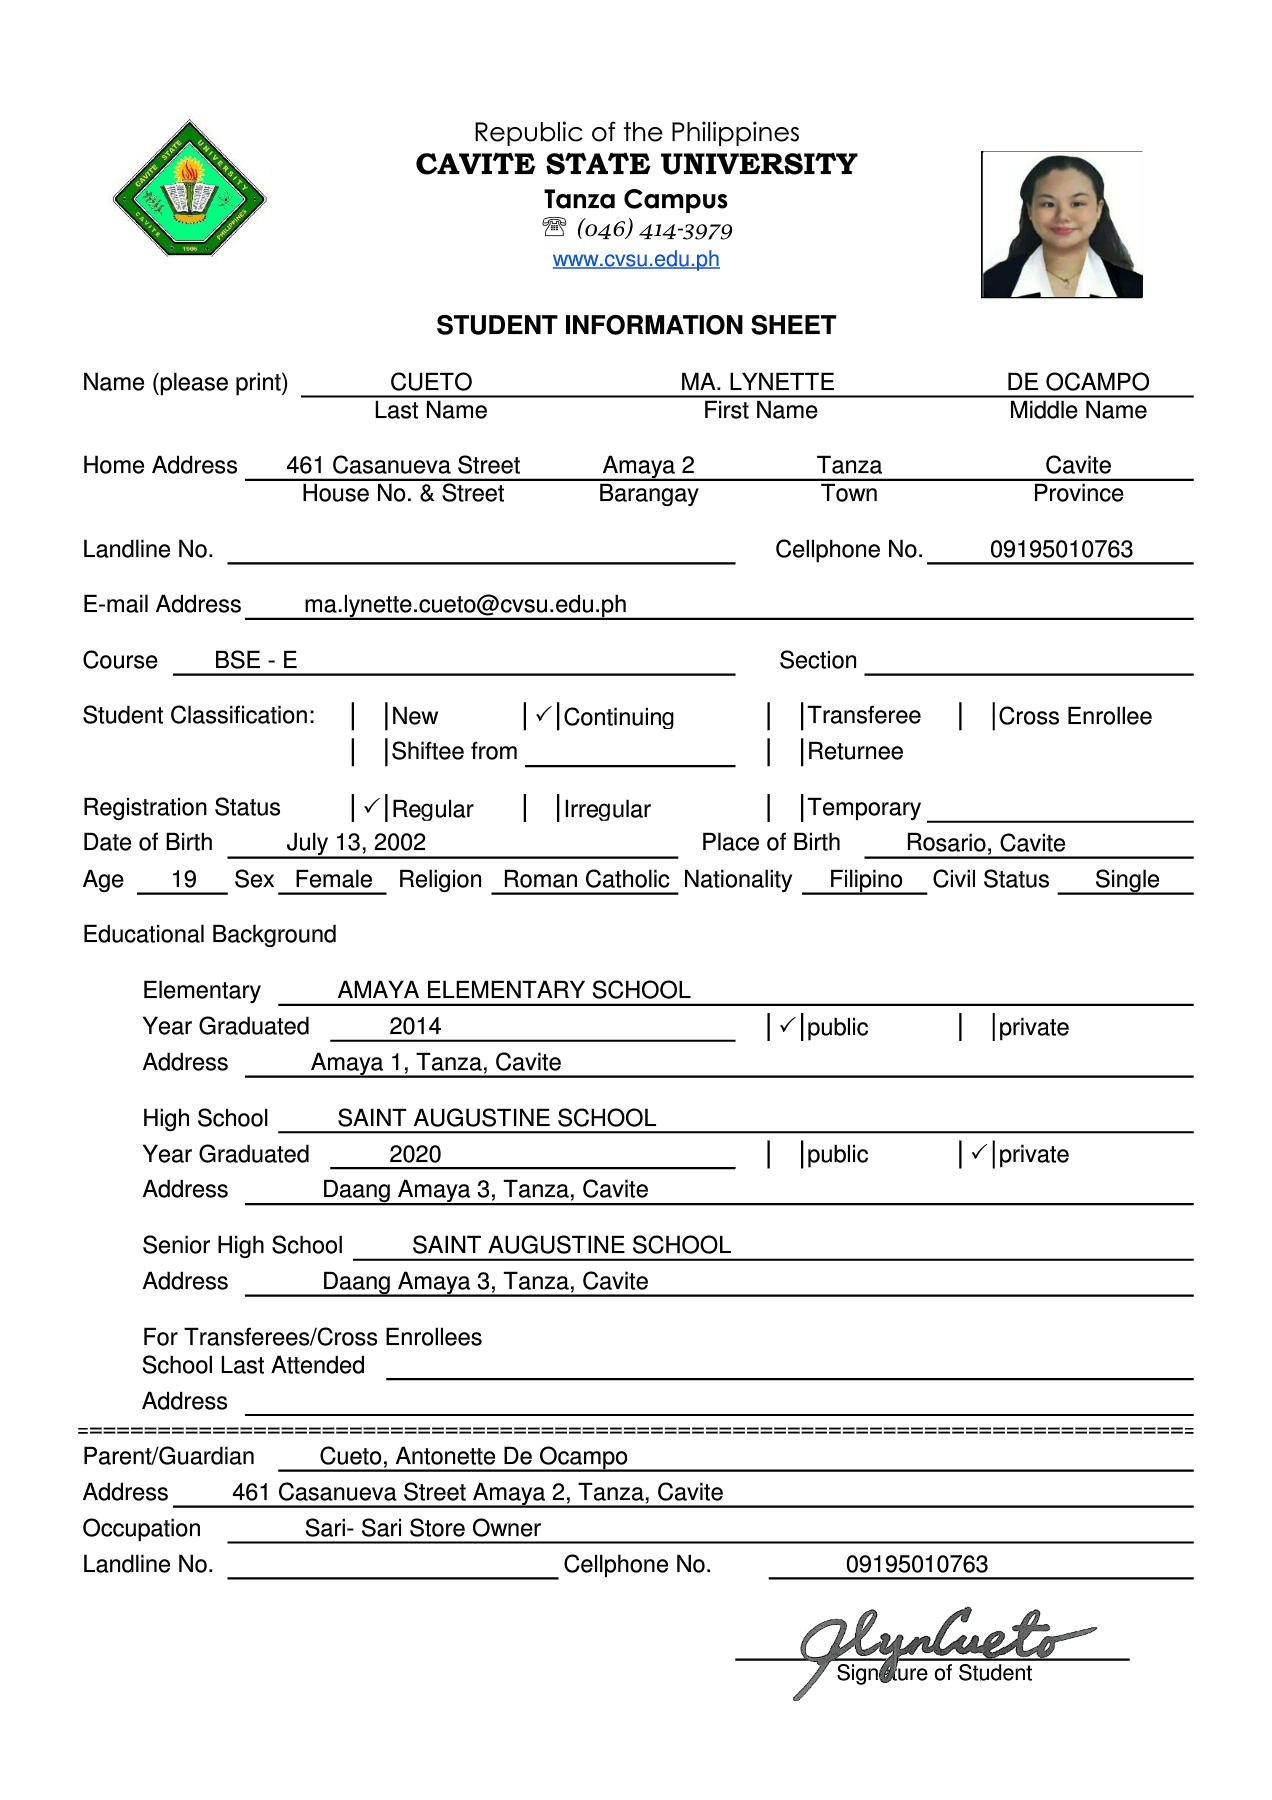 Republic of the Philippines
CAVITE STATE UNIVERSITY
Tanza Campus
☏ (046) 414-3979
www.cvsu.edu.ph
CAVITE STATE UNIVERSITY
CAVITE PHILIPPINES
1906
STUDENT INFORMATION SHEET
Name (please print) CUETO MA. LYNETTE DE OCAMPO
Last Name First Name Middle Name
Home Address 461 Casanueva Street Amaya 2 Tanza Cavite
House No. & Street Barangay Town Province
Landline No. Cellphone No. 09195010763
E-mail Address ma.lynette.cueto@cvsu.edu.ph
Course BSE - E Section
Student Classification: | |New |✓|Continuing | |Transferee | |Cross Enrollee
| |Shiftee from | |Returnee
Registration Status |✓|Regular | |Irregular | |Temporary
Date of Birth July 13, 2002 Place of Birth Rosario, Cavite
Age 19 Sex Female Religion Roman Catholic Nationality Filipino Civil Status Single
Educational Background
Elementary AMAYA ELEMENTARY SCHOOL
Year Graduated 2014 |✓|public | |private
Address Amaya 1, Tanza, Cavite
High School SAINT AUGUSTINE SCHOOL
Year Graduated 2020 | |public |✓|private
Address Daang Amaya 3, Tanza, Cavite
Senior High School SAINT AUGUSTINE SCHOOL
Address Daang Amaya 3, Tanza, Cavite
For Transferees/Cross Enrollees
School Last Attended
Address
Parent/Guardian Cueto, Antonette De Ocampo
Address 461 Casanueva Street Amaya 2, Tanza, Cavite
Occupation Sari- Sari Store Owner
Landline No. Cellphone No. 09195010763
JlynCueto
Signature of Student